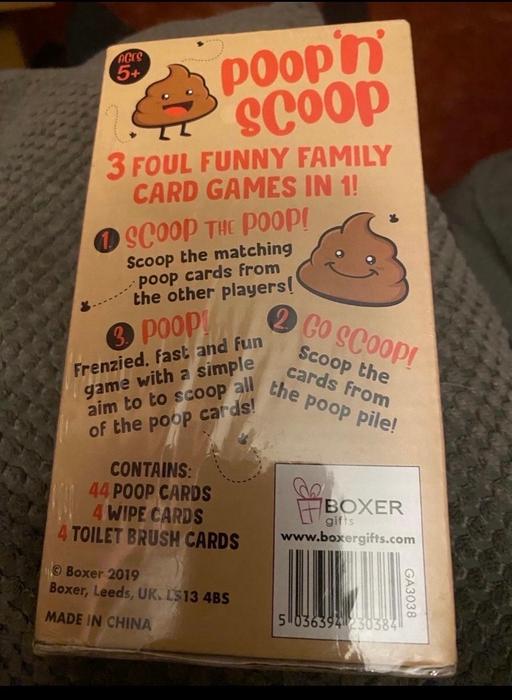 AGES
5+
POOP'N'
SCOOP
3 FOUL FUNNY FAMILY
CARD GAMES IN 1!
1. SCOOP THE POOP!
Scoop the matching
poop cards from
the other players!
2. GO SCOOP!
Scoop the
cards from
the poop pile!
3. POOP!
Frenzied, fast and fun
game with a simple
aim to to scoop all
of the poop cards!
CONTAINS:
44 POOP CARDS
4 WIPE CARDS
4 TOILET BRUSH CARDS
© Boxer 2019
Boxer, Leeds, UK. LS13 4BS
MADE IN CHINA
BOXER
gifts
www.boxergifts.com
GA3038
5 036394 230384